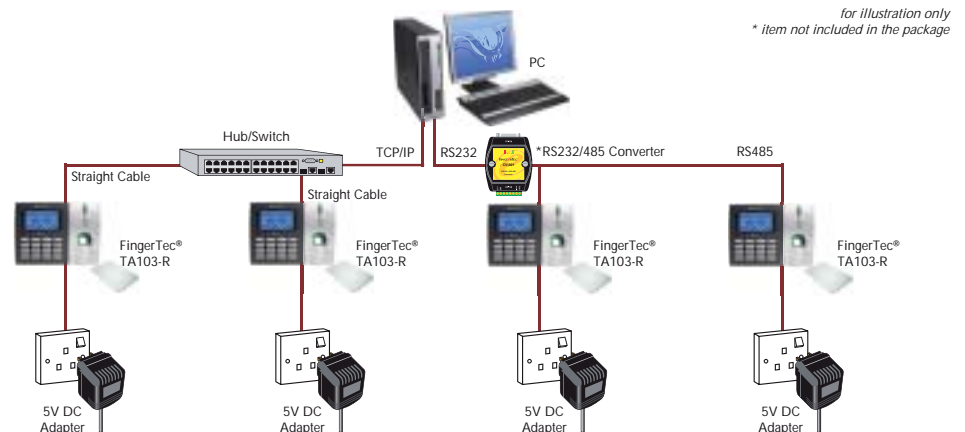 for illustration only
* item not included in the package
PC
Hub/Switch
TCP/IP
RS232
*RS232/485 Converter
RS485
Straight Cable
Straight Cable
FingerTec®
TA103-R
FingerTec®
TA103-R
FingerTec®
TA103-R
FingerTec®
TA103-R
5V DC
Adapter
5V DC
Adapter
5V DC
Adapter
5V DC
Adapter